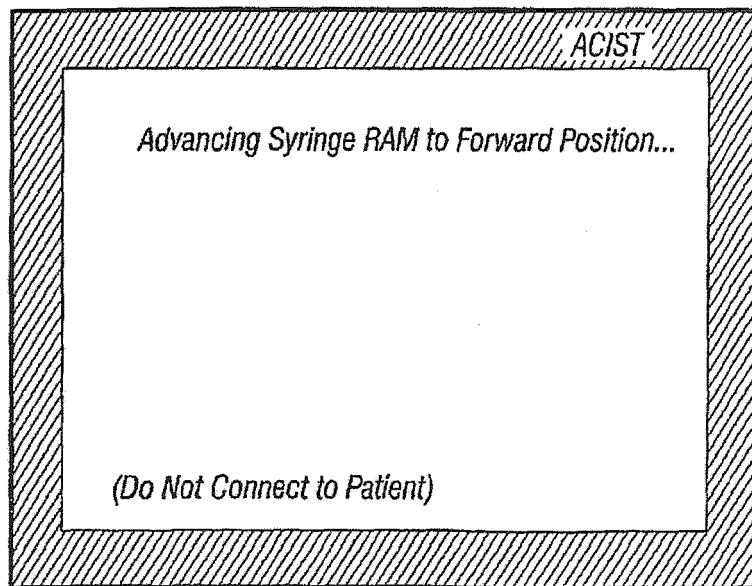 ACIST
Advancing Syringe RAM to Forward Position...
(Do Not Connect to Patient)